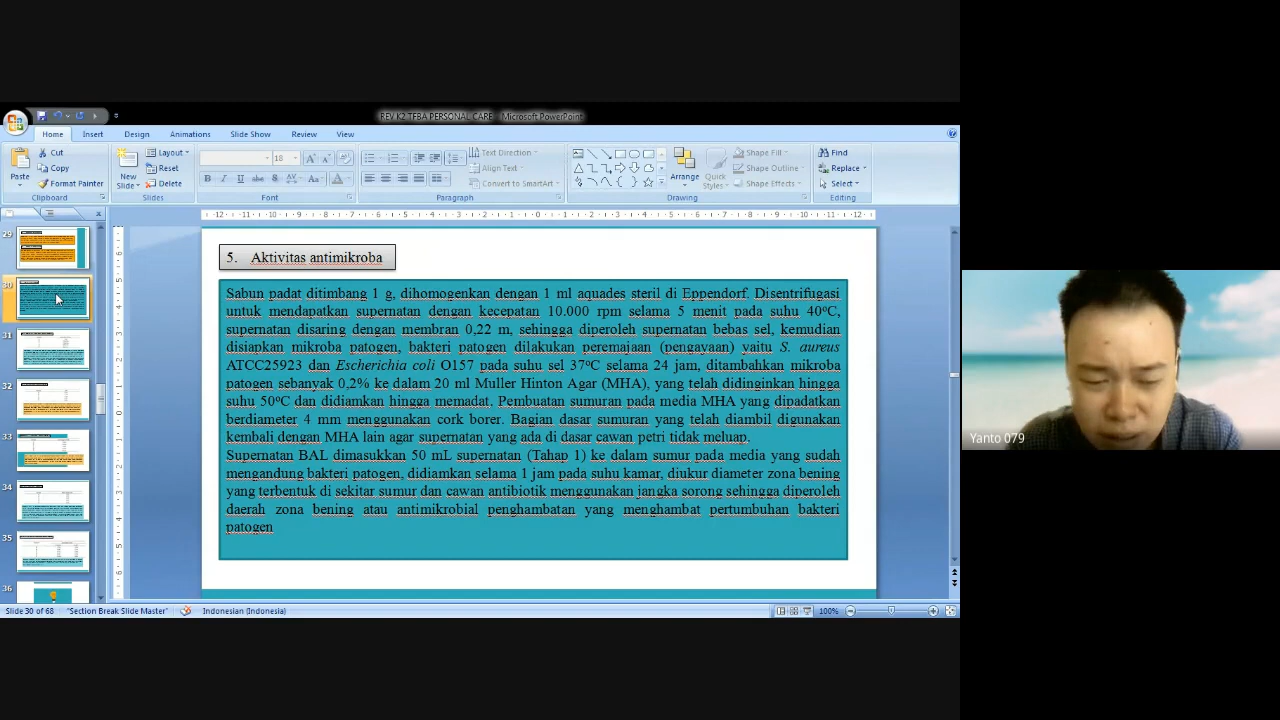 REV K2 TFBA PERSONAL CARE - Microsoft PowerPoint
Home Insert Design Animations Slide Show Review View
Cut
Copy
Format Painter
Paste
Clipboard
New
Slide
Layout
Reset
Delete
Slides
18
Font
Text Direction
Align Text
Convert to SmartArt
Paragraph
Arrange
Quick
Styles
Shape Fill
Shape Outline
Shape Effects
Drawing
Find
Replace
Select
Editing
29
30
31
32
33
34
35
36
5. Aktivitas antimikroba
Sabun padat ditimbang 1 g, dihomogenkan dengan 1 ml aquades steril di Eppendorf. Disentrifugasi
untuk mendapatkan supernatan dengan kecepatan 10.000 rpm selama 5 menit pada suhu 40ºC,
supernatan disaring dengan membran 0,22 m, sehingga diperoleh supernatan bebas sel, kemudian
disiapkan mikroba patogen, bakteri patogen dilakukan peremajaan (pengayaan) yaitu S. aureus
ATCC25923 dan Escherichia coli O157 pada suhu sel 37ºC selama 24 jam, ditambahkan mikroba
patogen sebanyak 0,2% ke dalam 20 ml Muller Hinton Agar (MHA), yang telah didinginkan hingga
suhu 50ºC dan didiamkan hingga memadat. Pembuatan sumuran pada media MHA yang dipadatkan
berdiameter 4 mm menggunakan cork borer. Bagian dasar sumuran yang telah diambil digunakan
kembali dengan MHA lain agar supernatan yang ada di dasar cawan petri tidak meluap.
Supernatan BAL dimasukkan 50 mL supernatan (Tahap 1) ke dalam sumur pada media yang sudah
mengandung bakteri patogen, didiamkan selama 1 jam pada suhu kamar, diukur diameter zona bening
yang terbentuk di sekitar sumur dan cawan antibiotik menggunakan jangka sorong sehingga diperoleh
daerah zona bening atau antimikrobial penghambatan yang menghambat pertumbuhan bakteri
patogen
Slide 30 of 68 "Section Break Slide Master" Indonesian (Indonesia) 100%
Yanto 079